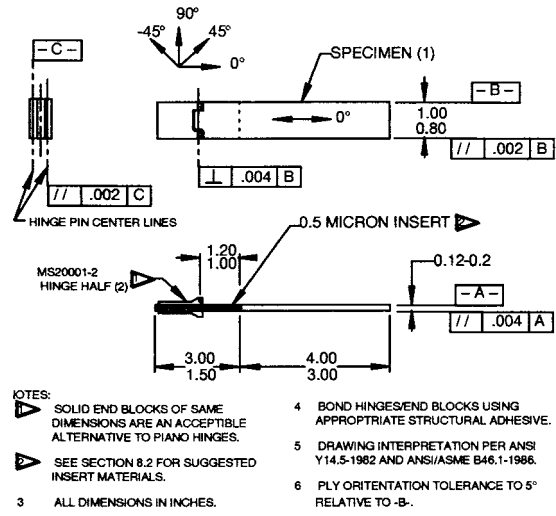 90°
-45°
45°
0°
- C -
SPECIMEN (1)
- B -
0°
1.00
0.80
// .002 B
⊥ .004 B
// .002 C
HINGE PIN CENTER LINES
0.5 MICRON INSERT 2
1.20
1.00
MS20001-2
HINGE HALF (2)
1
0.12-0.2
- A -
// .004 A
3.00
1.50
4.00
3.00
IOTES:
1 SOLID END BLOCKS OF SAME
DIMENSIONS ARE AN ACCEPTIBLE
ALTERNATIVE TO PIANO HINGES.
2 SEE SECTION 8.2 FOR SUGGESTED
INSERT MATERIALS.
3 ALL DIMENSIONS IN INCHES.
4 BOND HINGES/END BLOCKS USING
APPROPTRIATE STRUCTURAL ADHESIVE.
5 DRAWING INTERPRETATION PER ANSI
Y14.5-1982 AND ANSI/ASME B46.1-1986.
6 PLY ORITENTATION TOLERANCE TO 5°
RELATIVE TO -B-.